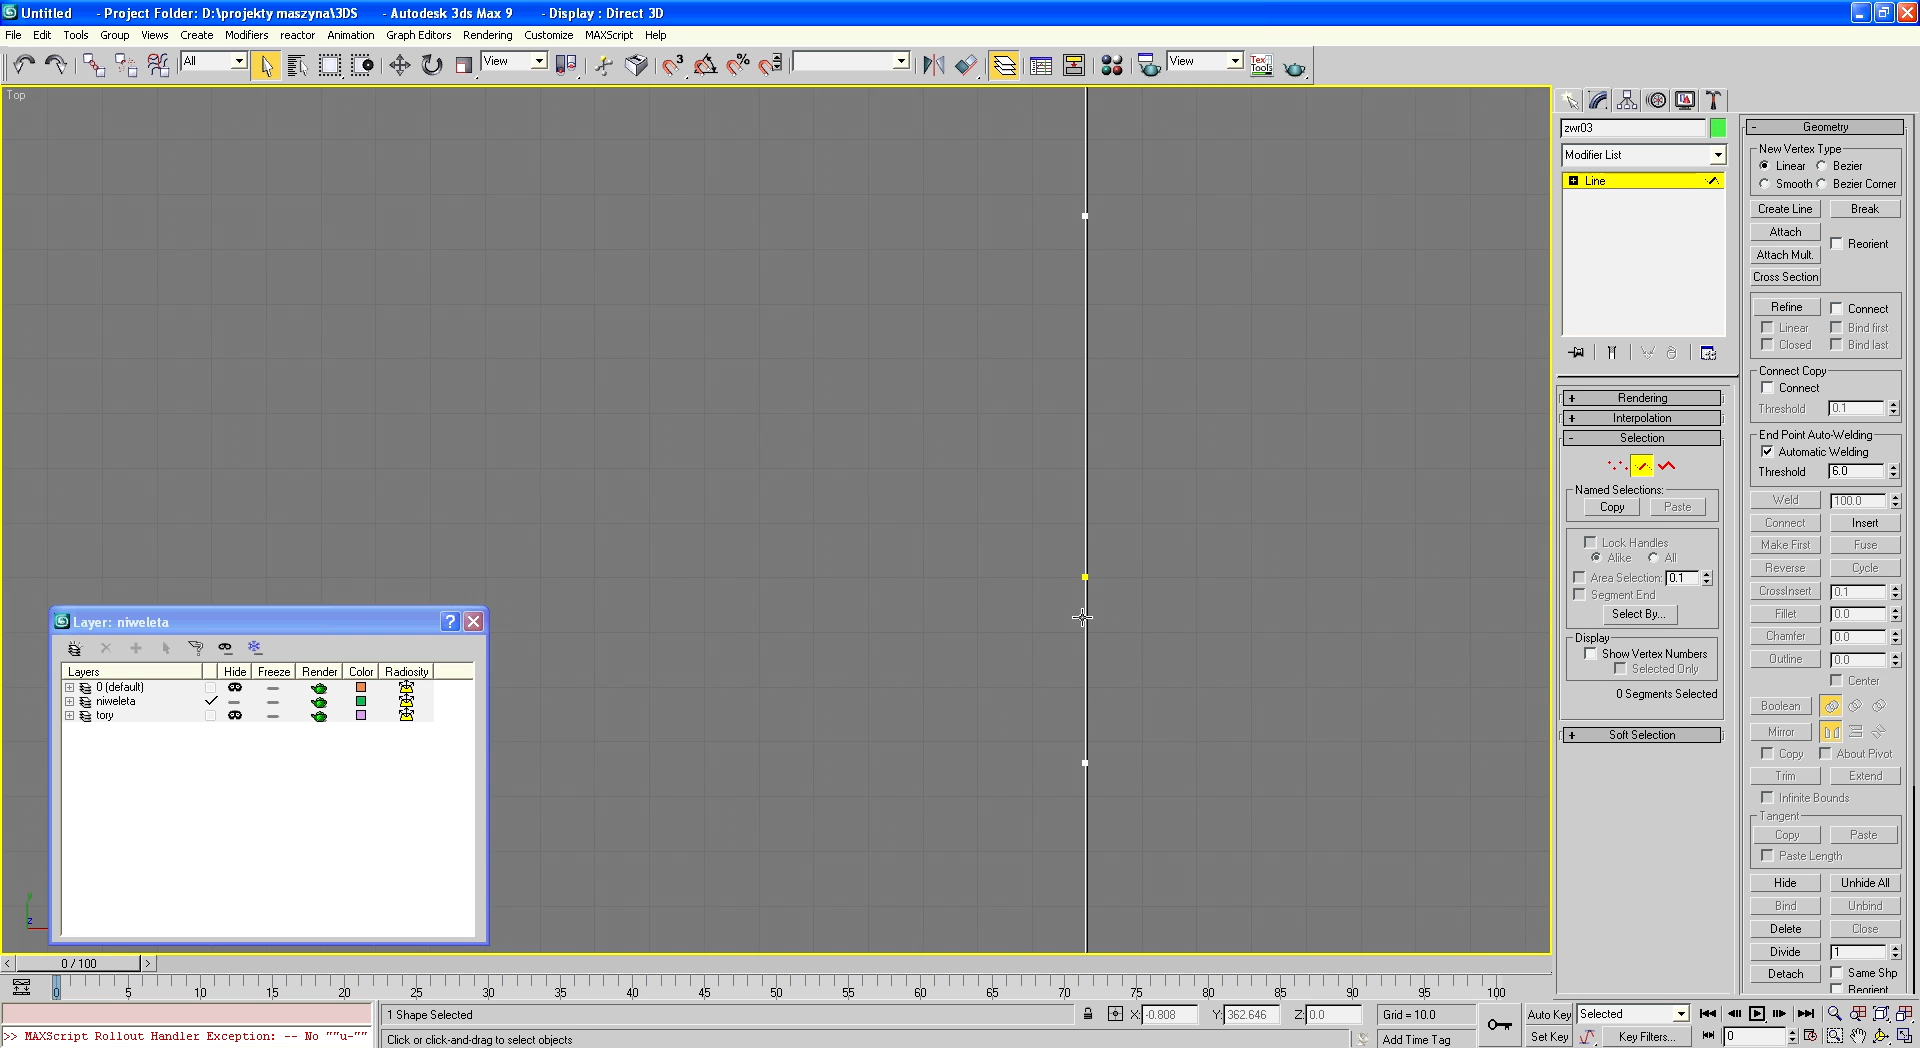 Untitled - Project Folder: D:\projekty maszyna\3DS - Autodesk 3ds Max 9 - Display : Direct 3D
File Edit Tools Group Views Create Modifiers reactor Animation Graph Editors Rendering Customize MAXScript Help
All View 3 % View Tex Tools
Top
zwr03
Modifier List
Line
Rendering
Interpolation
Selection
Named Selections:
Copy Paste
Lock Handles
Alike All
Area Selection: 0.1
Segment End
Select By...
Display
Show Vertex Numbers
Selected Only
0 Segments Selected
Soft Selection
Geometry
New Vertex Type
Linear Bezier
Smooth Bezier Corner
Create Line Break
Attach
Reorient
Attach Mult.
Cross Section
Refine Connect
Linear Bind first
Closed Bind last
Connect Copy
Connect
Threshold 0.1
End Point Auto-Welding
Automatic Welding
Threshold 6.0
Weld 100.0
Connect Insert
Make First Fuse
Reverse Cycle
CrossInsert 0.1
Fillet 0.0
Chamfer 0.0
Outline 0.0
Center
Boolean
Mirror
Copy About Pivot
Trim Extend
Infinite Bounds
Tangent
Copy Paste
Paste Length
Hide Unhide All
Bind Unbind
Delete Close
Divide 1
Detach Same Shp
Reorient
Layer: niweleta
Layers Hide Freeze Render Color Radiosity
0 (default)
niweleta
tory
y
z
0 / 100
0 5 10 15 20 25 30 35 40 45 50 55 60 65 70 75 80 85 90 95 100
1 Shape Selected X: -0.808 Y: 362.646 Z: 0.0 Grid = 10.0 Auto Key Selected
>> MAXScript Rollout Handler Exception: -- No ""u-""
Click or click-and-drag to select objects Add Time Tag Set Key Key Filters... 0